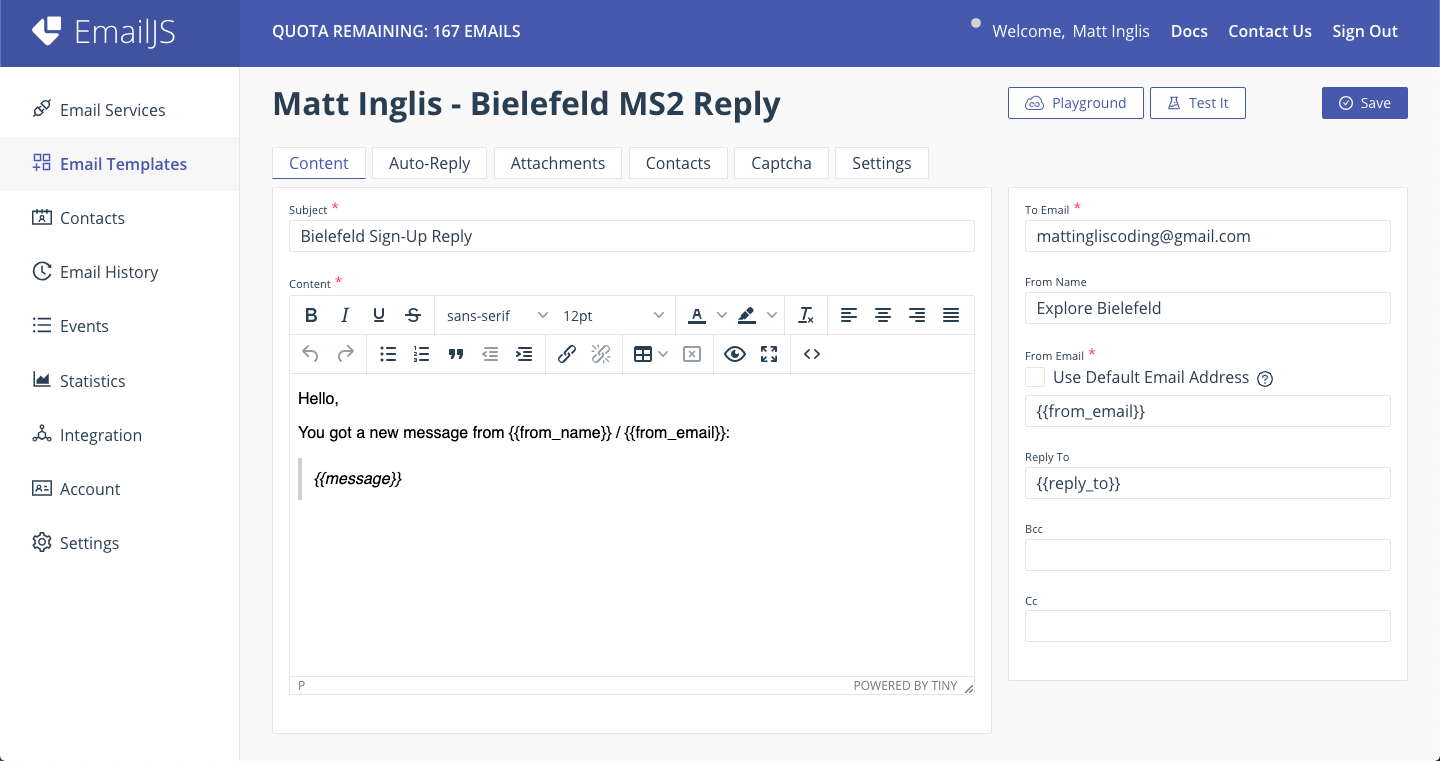 EmailJS
QUOTA REMAINING: 167 EMAILS
Welcome, Matt Inglis
Docs
Contact Us
Sign Out
Email Services
Email Templates
Contacts
Email History
Events
Statistics
Integration
Account
Settings
Matt Inglis - Bielefeld MS2 Reply
Playground
Test It
Save
Content
Auto-Reply
Attachments
Contacts
Captcha
Settings
Subject *
Bielefeld Sign-Up Reply
Content *
sans-serif
12pt
Hello,
You got a new message from {{from_name}} / {{from_email}}:
{{message}}
P
POWERED BY TINY
To Email *
mattingliscoding@gmail.com
From Name
Explore Bielefeld
From Email *
Use Default Email Address
{{from_email}}
Reply To
{{reply_to}}
Bcc
Cc